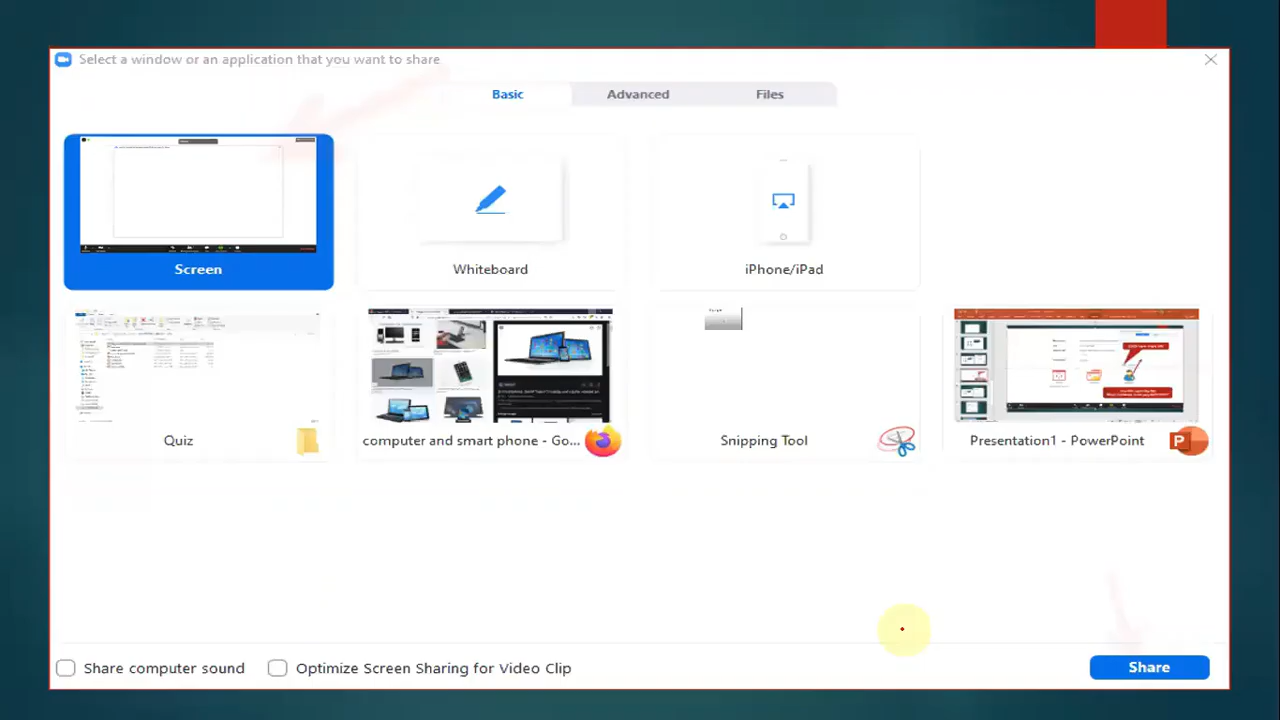 Select a window or an application that you want to share
Basic Advanced Files
Screen Whiteboard iPhone/iPad
Quiz computer and smart phone - Go... Snipping Tool Presentation1 - PowerPoint
Share computer sound Optimize Screen Sharing for Video Clip Share